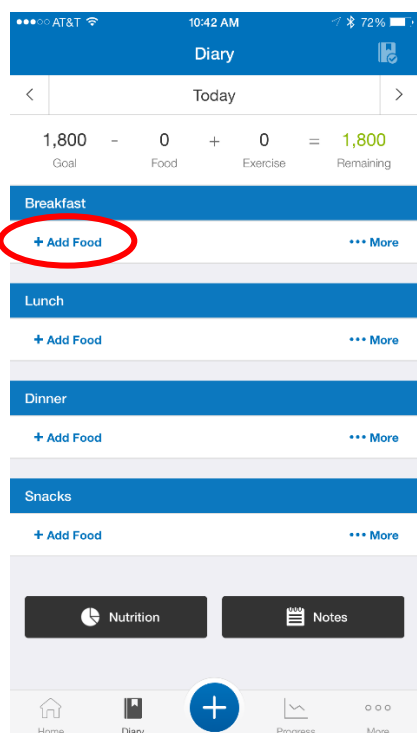 AT&T 10:42 AM 72%
Diary
< Today >
1,800 - 0 + 0 = 1,800
Goal Food Exercise Remaining
Breakfast
+ Add Food ••• More
Lunch
+ Add Food ••• More
Dinner
+ Add Food ••• More
Snacks
+ Add Food ••• More
Nutrition Notes
Home Diary + Progress More